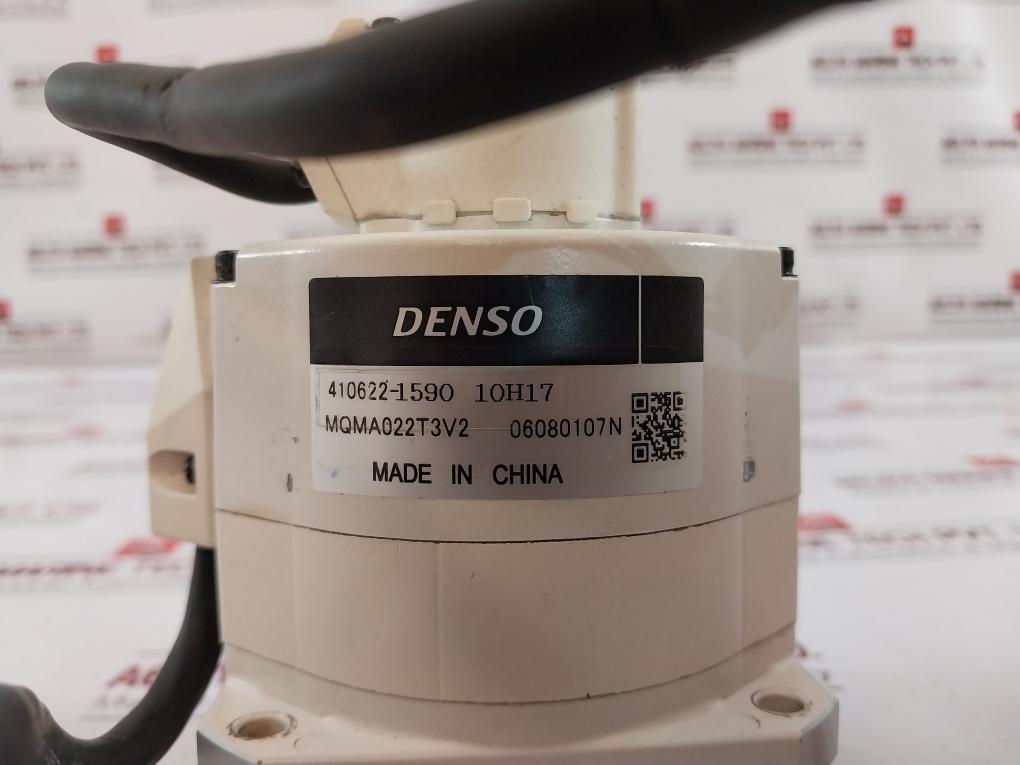 DENSO
410622-1590 10H17
MQMA022T3V2 06080107N
MADE IN CHINA